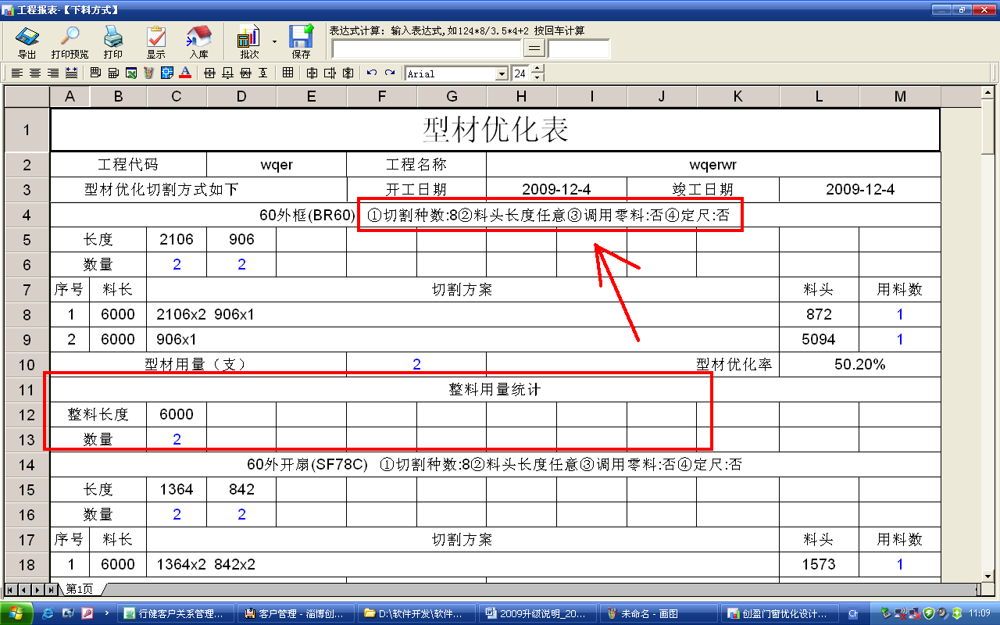 工程报表-【下料方式】
导出 打印预览 打印 显示 入库 批次 保存
表达式计算: 输入表达式,如124*8/3.5*4+2 按回车计算
Arial 24
A B C D E F G H I J K L M
1 型材优化表
2 工程代码 wqer 工程名称 wqerwr
3 型材优化切割方式如下 开工日期 2009-12-4 竣工日期 2009-12-4
4 60外框(BR60) ①切割种数:8②料头长度任意③调用零料:否④定尺:否
5 长度 2106 906
6 数量 2 2
7 序号 料长 切割方案 料头 用料数
8 1 6000 2106x2 906x1 872 1
9 2 6000 906x1 5094 1
10 型材用量（支） 2 型材优化率 50.20%
11 整料用量统计
12 整料长度 6000
13 数量 2
14 60外开扇(SF78C) ①切割种数:8②料头长度任意③调用零料:否④定尺:否
15 长度 1364 842
16 数量 2 2
17 序号 料长 切割方案 料头 用料数
18 1 6000 1364x2 842x2 1573 1
第1页
行健客户关系管理... 客户管理 - 淄博创... D:\软件开发\软件... 2009升级说明_20... 未命名 - 画图 创盈门窗优化设计... CH 11:09